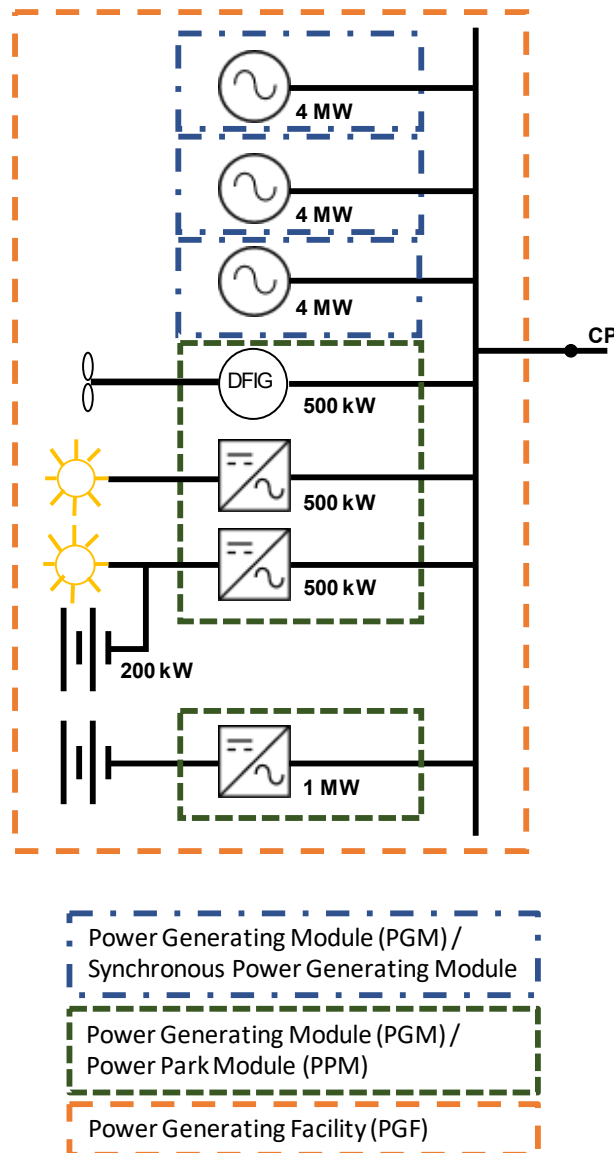 4 MW
4 MW
4 MW
CP
DFIG
500 kW
500 kW
500 kW
200 kW
1 MW
Power Generating Module (PGM) /
Synchronous Power Generating Module
Power Generating Module (PGM) /
Power Park Module (PPM)
Power Generating Facility (PGF)